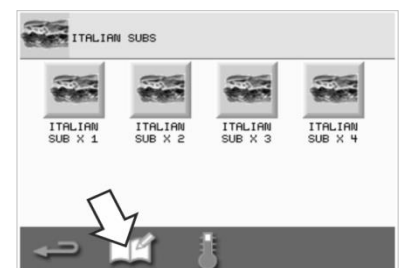 ITALIAN SUBS
ITALIAN SUB X 1
ITALIAN SUB X 2
ITALIAN SUB X 3
ITALIAN SUB X 4